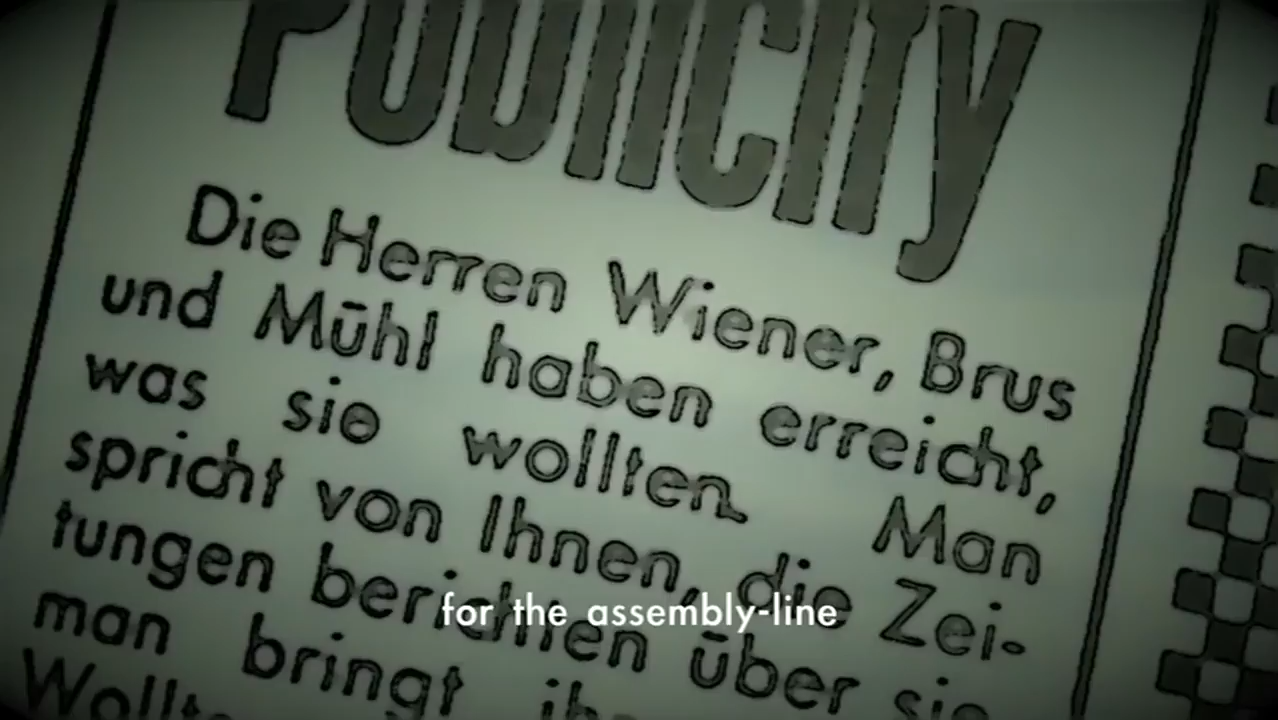 Publicity
Die Herren Wiener, Brus
und Mühl haben erreicht,
was sie wollten. Man
spricht von Ihnen, die Zei-
tungen berichten über sie
man bringt
for the assembly-line